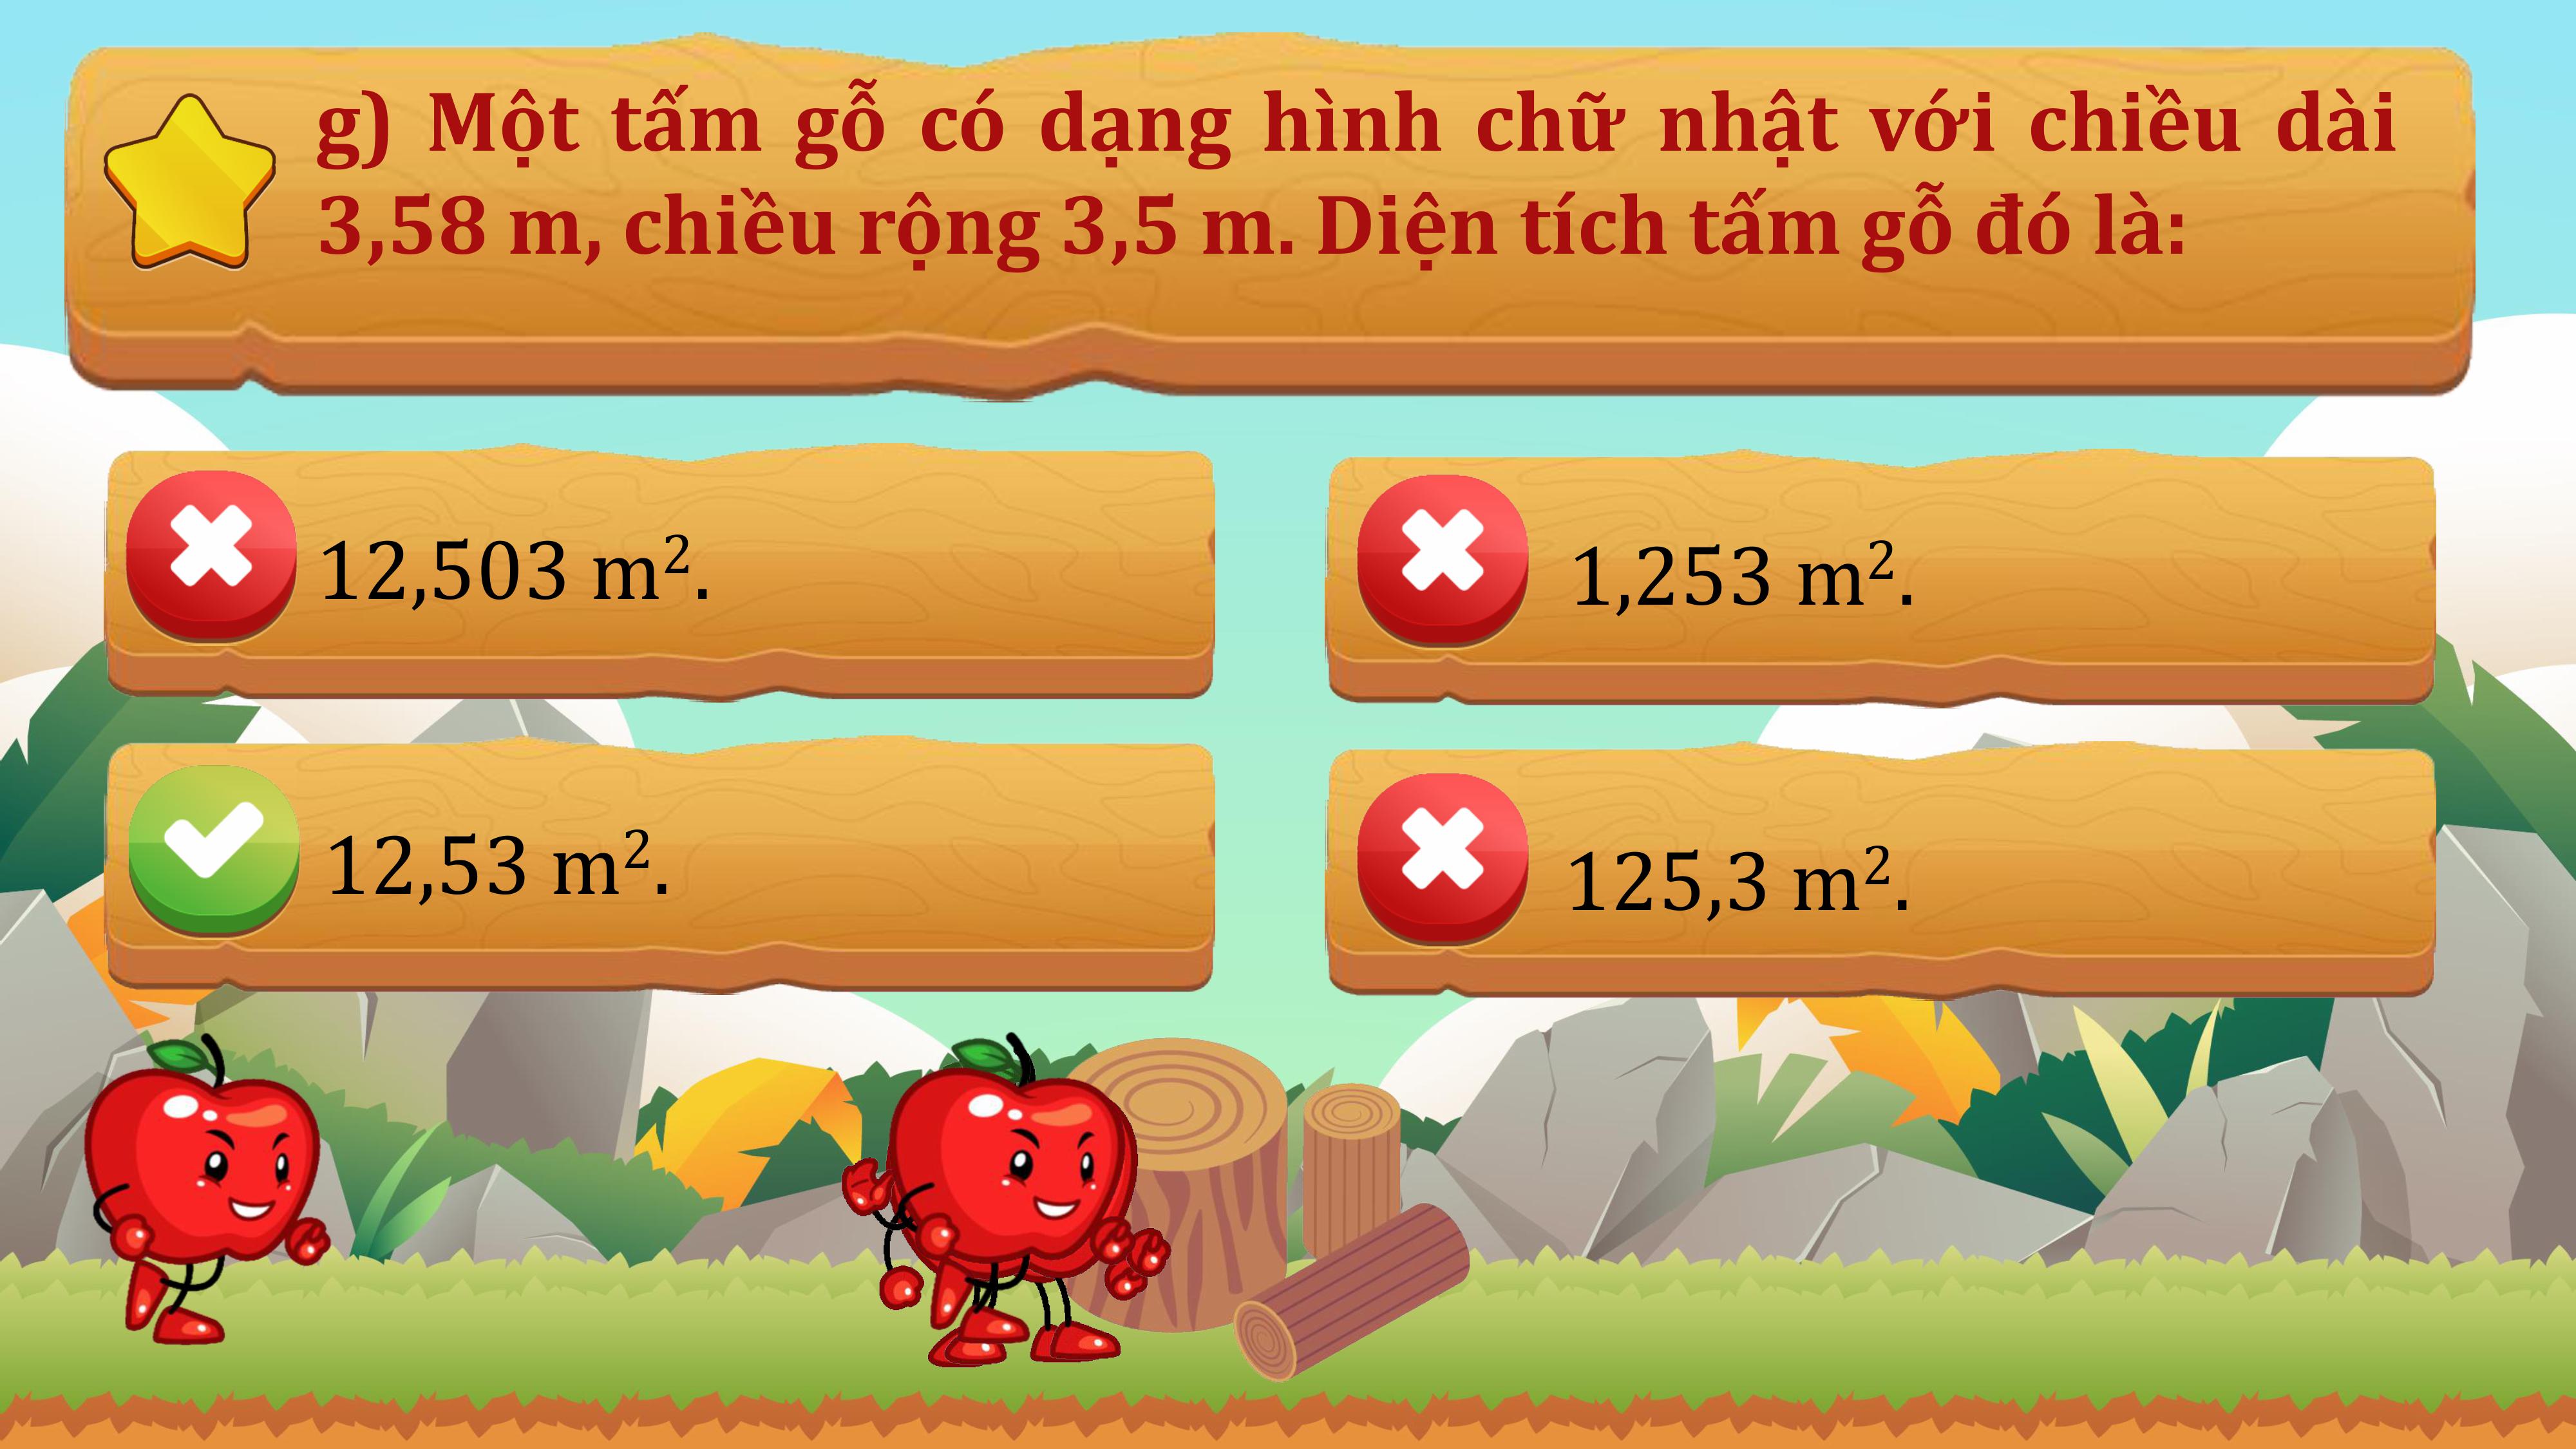 g) Một tấm gỗ có dạng hình chữ nhật với chiều dài
3,58 m, chiều rộng 3,5 m. Diện tích tấm gỗ đó là:
12,503 m².
1,253 m².
12,53 m².
125,3 m².